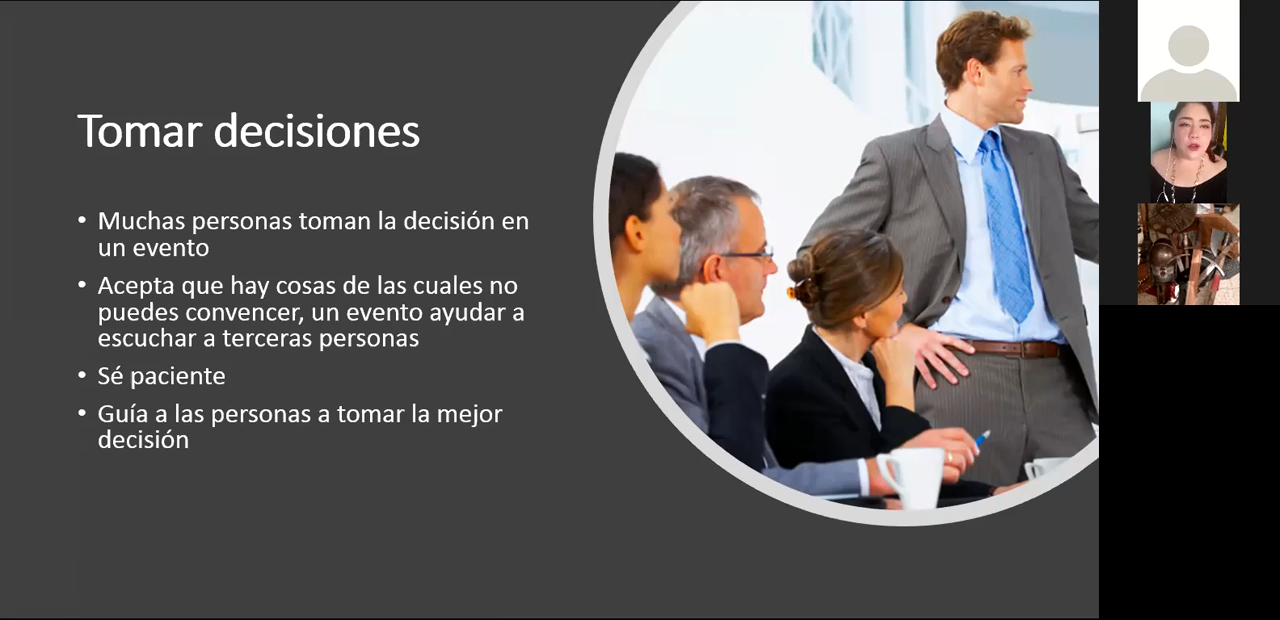 Tomar decisiones
• Muchas personas toman la decisión en
un evento
• Acepta que hay cosas de las cuales no
puedes convencer, un evento ayudar a
escuchar a terceras personas
• Sé paciente
• Guía a las personas a tomar la mejor
decisión